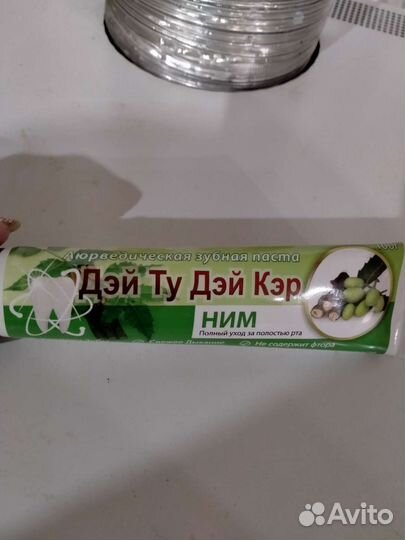 Аюрведическая зубная паста
100г
Дэй Ту Дэй Кэр
НИМ
Полный уход за полостью рта
Свежее Дыхание
Не содержит фтора
Avito